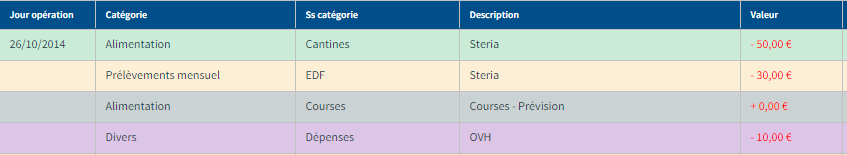 Jour opération Catégorie Ss catégorie Description Valeur
26/10/2014 Alimentation Cantines Steria - 50,00 €
Prélèvements mensuel EDF Steria - 30,00 €
Alimentation Courses Courses - Prévision + 0,00 €
Divers Dépenses OVH - 10,00 €